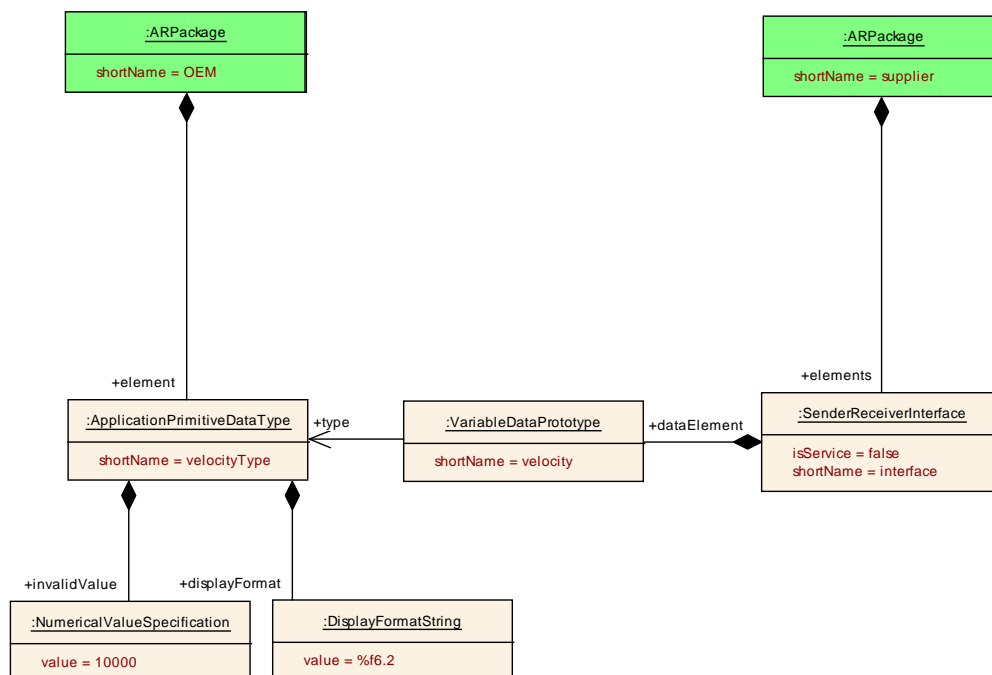 :ARPackage
shortName = OEM
:ARPackage
shortName = supplier
+element
+elements
:ApplicationPrimitiveDataType
shortName = velocityType
+type
:VariableDataPrototype
shortName = velocity
+dataElement
:SenderReceiverInterface
isService = false
shortName = interface
+invalidValue
+displayFormat
:NumericalValueSpecification
value = 10000
:DisplayFormatString
value = %f6.2